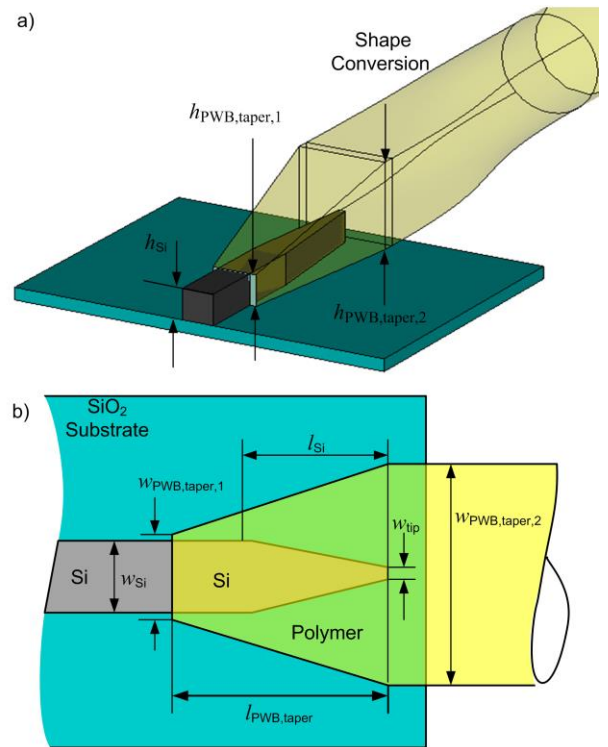 a)
Shape
Conversion
hPWB,taper,1
hSi
hPWB,taper,2
b)
SiO2
Substrate
lSi
wPWB,taper,1
wtip
wPWB,taper,2
Si
wSi
Si
Polymer
lPWB,taper